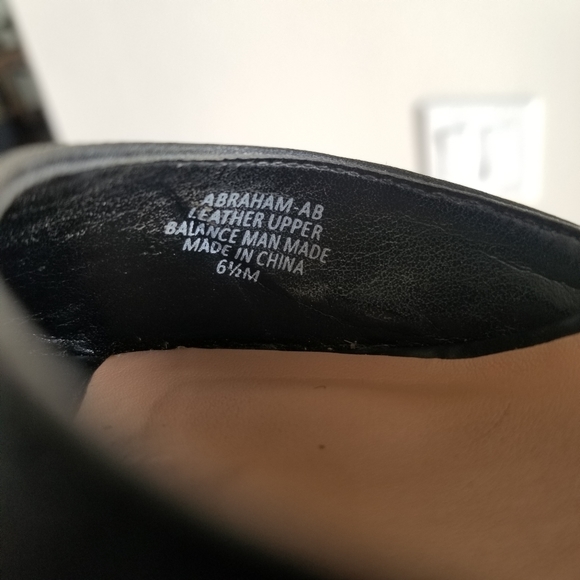 ABRAHAM-AB
LEATHER UPPER
BALANCE MAN MADE
MADE IN CHINA
6½M